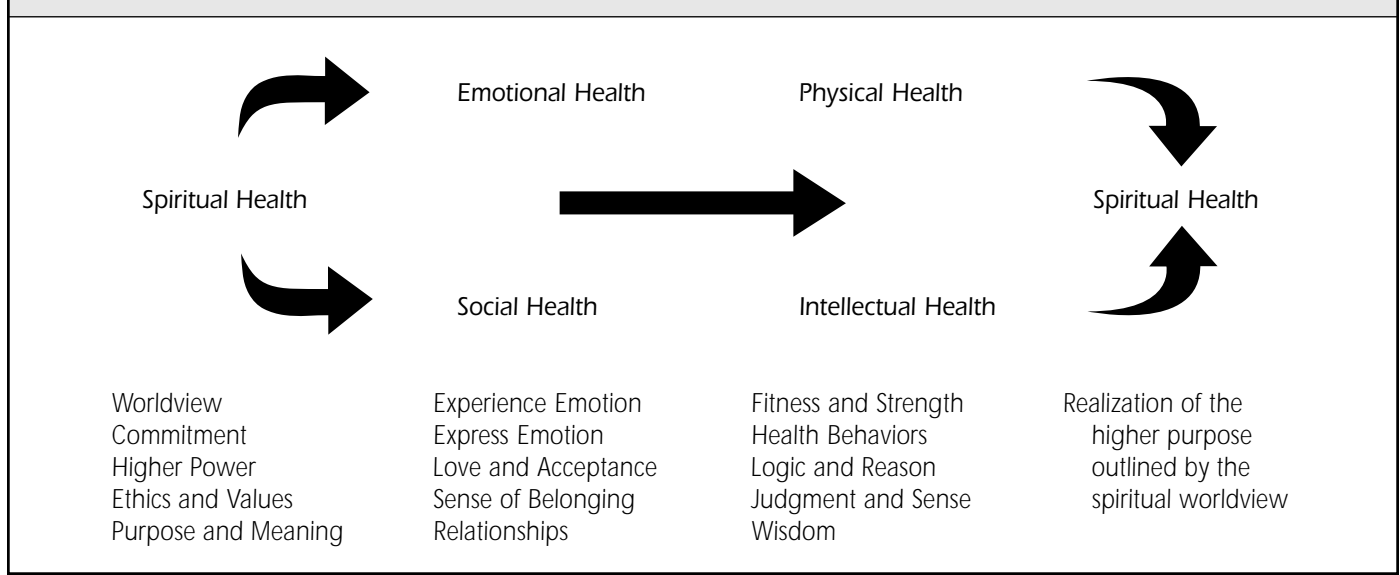 Emotional Health
Physical Health
Spiritual Health
Spiritual Health
Social Health
Intellectual Health
Worldview
Commitment
Higher Power
Ethics and Values
Purpose and Meaning
Experience Emotion
Express Emotion
Love and Acceptance
Sense of Belonging
Relationships
Fitness and Strength
Health Behaviors
Logic and Reason
Judgment and Sense
Wisdom
Realization of the
higher purpose
outlined by the
spiritual worldview